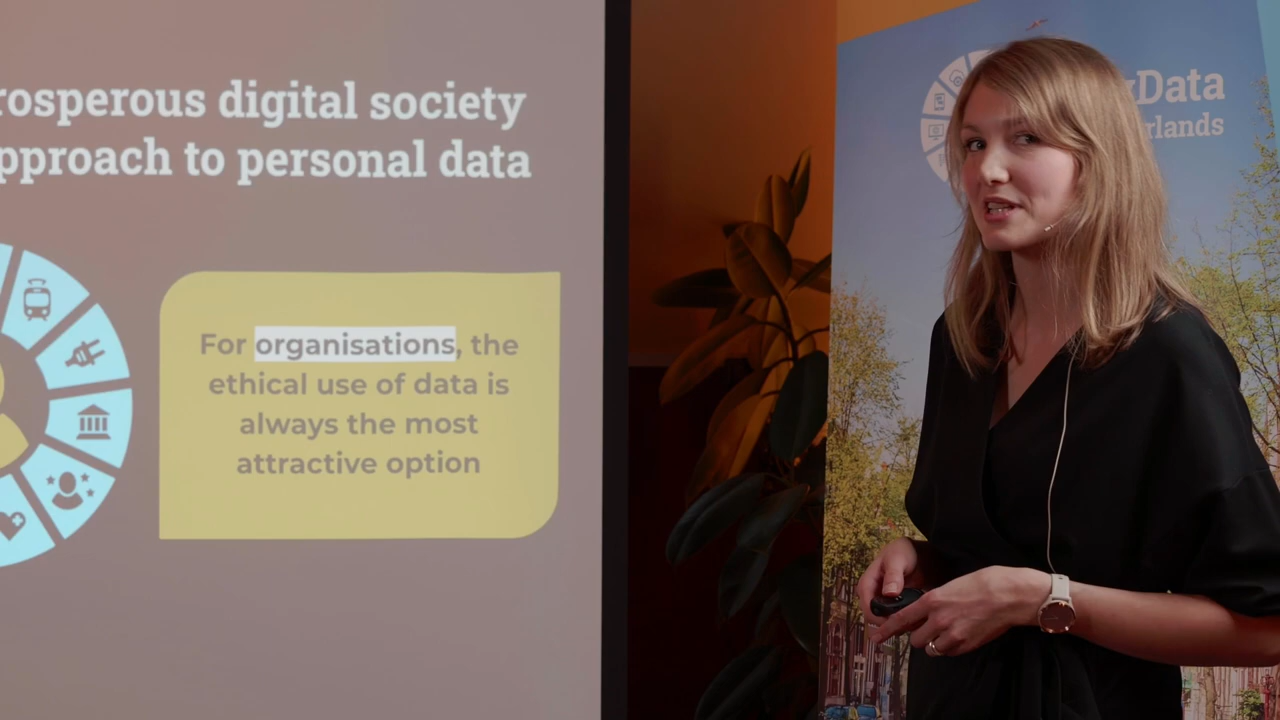 rosperous digital society
pproach to personal data
For organisations, the
ethical use of data is
always the most
attractive option
xData
rlands